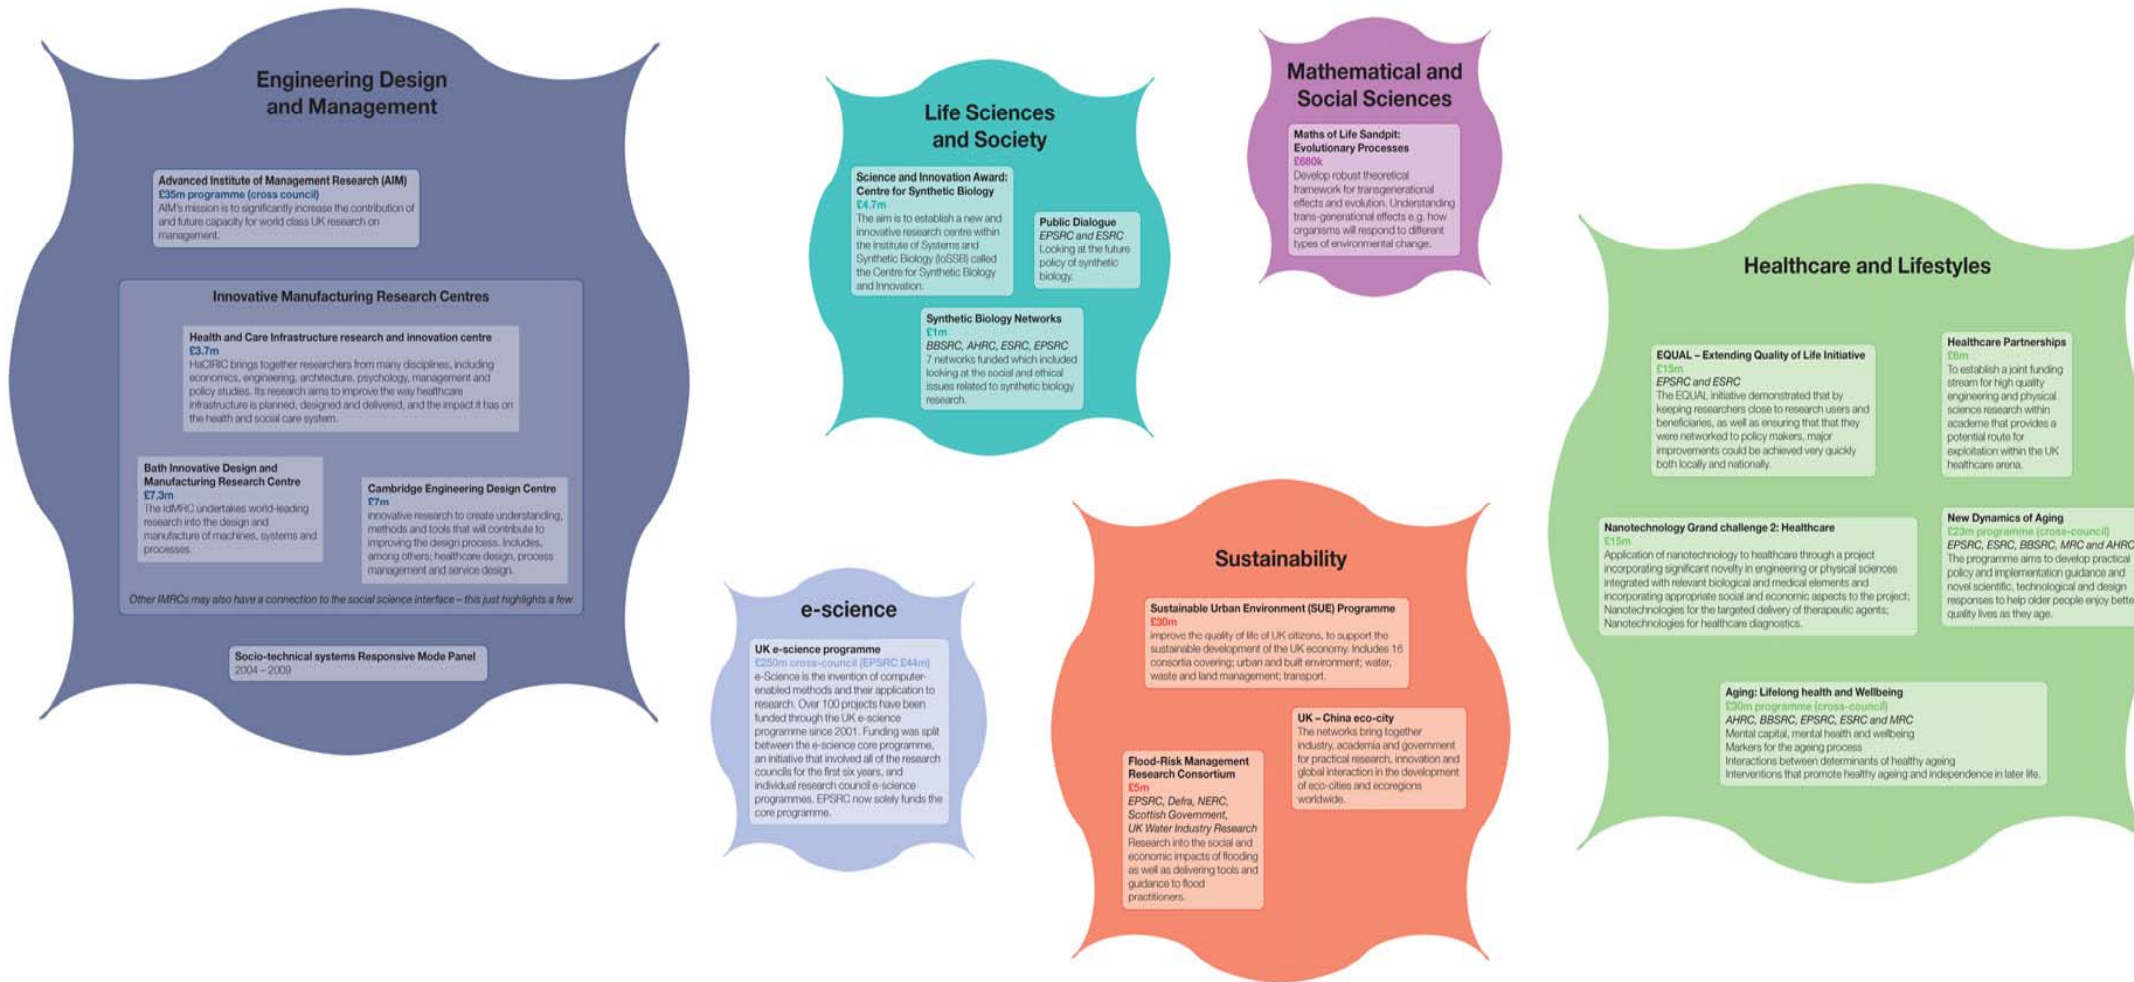 Engineering Design
and Management
Advanced Institute of Management Research (AIM)
£35m programme (cross council)
AIM's mission is to significantly increase the contribution of
and future capacity for world class UK research on
management.
Innovative Manufacturing Research Centres
Health and Care Infrastructure research and innovation centre
£3.7m
HaCIRIC brings together researchers from many disciplines, including
economics, engineering, architecture, psychology, management and
policy studies. Its research aims to improve the way healthcare
infrastructure is planned, designed and delivered, and the impact it has on
the health and social care system.
Bath Innovative Design and
Manufacturing Research Centre
£7.3m
The IdMRC undertakes world-leading
research into the design and
manufacture of machines, systems and
processes.
Cambridge Engineering Design Centre
£7m
innovative research to create understanding,
methods and tools that will contribute to
improving the design process. Includes,
among others; healthcare design, process
management and service design.
Other IMRCs may also have a connection to the social science interface – this just highlights a few
Socio-technical systems Responsive Mode Panel
2004 – 2009
Life Sciences
and Society
Science and Innovation Award:
Centre for Synthetic Biology
£4.7m
The aim is to establish a new and
innovative research centre within
the Institute of Systems and
Synthetic Biology (IoSSB) called
the Centre for Synthetic Biology
and Innovation.
Public Dialogue
EPSRC and ESRC
Looking at the future
policy of synthetic
biology.
Synthetic Biology Networks
£1m
BBSRC, AHRC, ESRC, EPSRC
7 networks funded which included
looking at the social and ethical
issues related to synthetic biology
research.
Mathematical and
Social Sciences
Maths of Life Sandpit:
Evolutionary Processes
£680k
Develop robust theoretical
framework for transgenerational
effects and evolution. Understanding
trans-generational effects e.g. how
organisms will respond to different
types of environmental change.
e-science
UK e-science programme
£250m cross-council (EPSRC £44m)
e-Science is the invention of computer-
enabled methods and their application to
research. Over 100 projects have been
funded through the UK e-science
programme since 2001. Funding was split
between the e-science core programme,
an initiative that involved all of the research
councils for the first six years, and
individual research council e-science
programmes. EPSRC now solely funds the
core programme.
Sustainability
Sustainable Urban Environment (SUE) Programme
£30m
improve the quality of life of UK citizens, to support the
sustainable development of the UK economy. Includes 16
consortia covering; urban and built environment; water,
waste and land management; transport.
UK – China eco-city
The networks bring together
industry, academia and government
for practical research, innovation and
global interaction in the development
of eco-cities and ecoregions
worldwide.
Flood-Risk Management
Research Consortium
£5m
EPSRC, Defra, NERC,
Scottish Government,
UK Water Industry Research
Research into the social and
economic impacts of flooding
as well as delivering tools and
guidance to flood
practitioners.
Healthcare and Lifestyles
EQUAL – Extending Quality of Life Initiative
£15m
EPSRC and ESRC
The EQUAL initiative demonstrated that by
keeping researchers close to research users and
beneficiaries, as well as ensuring that that they
were networked to policy makers, major
improvements could be achieved very quickly
both locally and nationally.
Healthcare Partnerships
To establish a joint funding
stream for high quality
engineering and physical
science research within
academe that provides a
potential route for
exploitation within the UK
healthcare arena.
Nanotechnology Grand challenge 2: Healthcare
£15m
Application of nanotechnology to healthcare through a project
incorporating significant novelty in engineering or physical sciences
integrated with relevant biological and medical elements and
incorporating appropriate social and economic aspects to the project;
Nanotechnologies for the targeted delivery of therapeutic agents;
Nanotechnologies for healthcare diagnostics.
New Dynamics of Aging
£23m programme (cross-council)
EPSRC, ESRC, BBSRC, MRC and AHRC
The programme aims to develop practical
policy and implementation guidance and
novel scientific, technological and design
responses to help older people enjoy bette
quality lives as they age.
Aging: Lifelong health and Wellbeing
£30m programme (cross-council)
AHRC, BBSRC, EPSRC, ESRC and MRC
Mental capital, mental health and wellbeing
Markers for the ageing process
Interactions between determinants of healthy ageing
Interventions that promote healthy ageing and independence in later life.